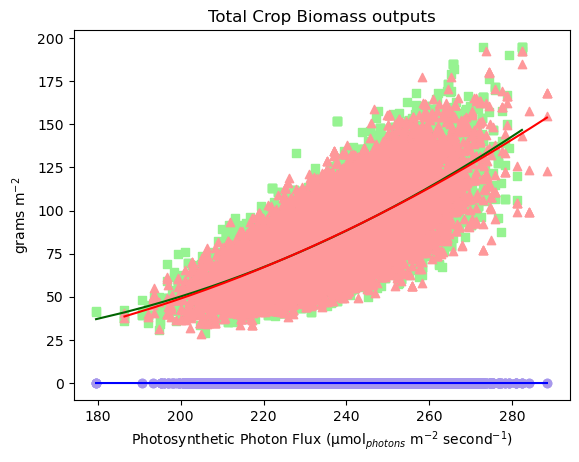 Total Crop Biomass outputs
200
175
150
125
100
75
50
25
0
grams m⁻²
180 200 220 240 260 280
Photosynthetic Photon Flux (μmol_photons m⁻² second⁻¹)